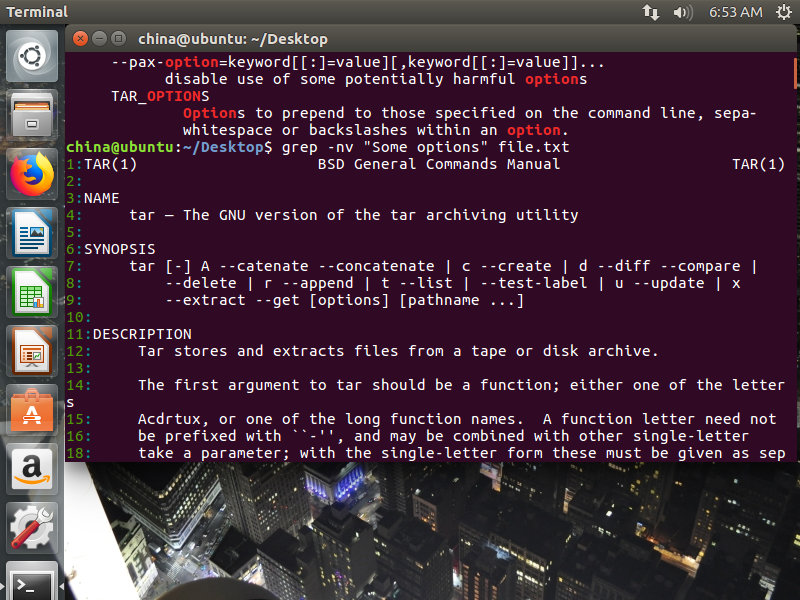 Terminal 6:53 AM
china@ubuntu: ~/Desktop
--pax-option=keyword[[:]=value][,keyword[[:]=value]]...
disable use of some potentially harmful options
TAR_OPTIONS
Options to prepend to those specified on the command line, sepa-
whitespace or backslashes within an option.
china@ubuntu:~/Desktop$ grep -nv "Some options" file.txt
1:TAR(1) BSD General Commands Manual TAR(1)
2:
3:NAME
4: tar — The GNU version of the tar archiving utility
5:
6:SYNOPSIS
7: tar [-] A --catenate --concatenate | c --create | d --diff --compare |
8: --delete | r --append | t --list | --test-label | u --update | x
9: --extract --get [options] [pathname ...]
10:
11:DESCRIPTION
12: Tar stores and extracts files from a tape or disk archive.
13:
14: The first argument to tar should be a function; either one of the letter
s
15: Acdrtux, or one of the long function names. A function letter need not
16: be prefixed with ``-'', and may be combined with other single-letter
18: take a parameter; with the single-letter form these must be given as sep